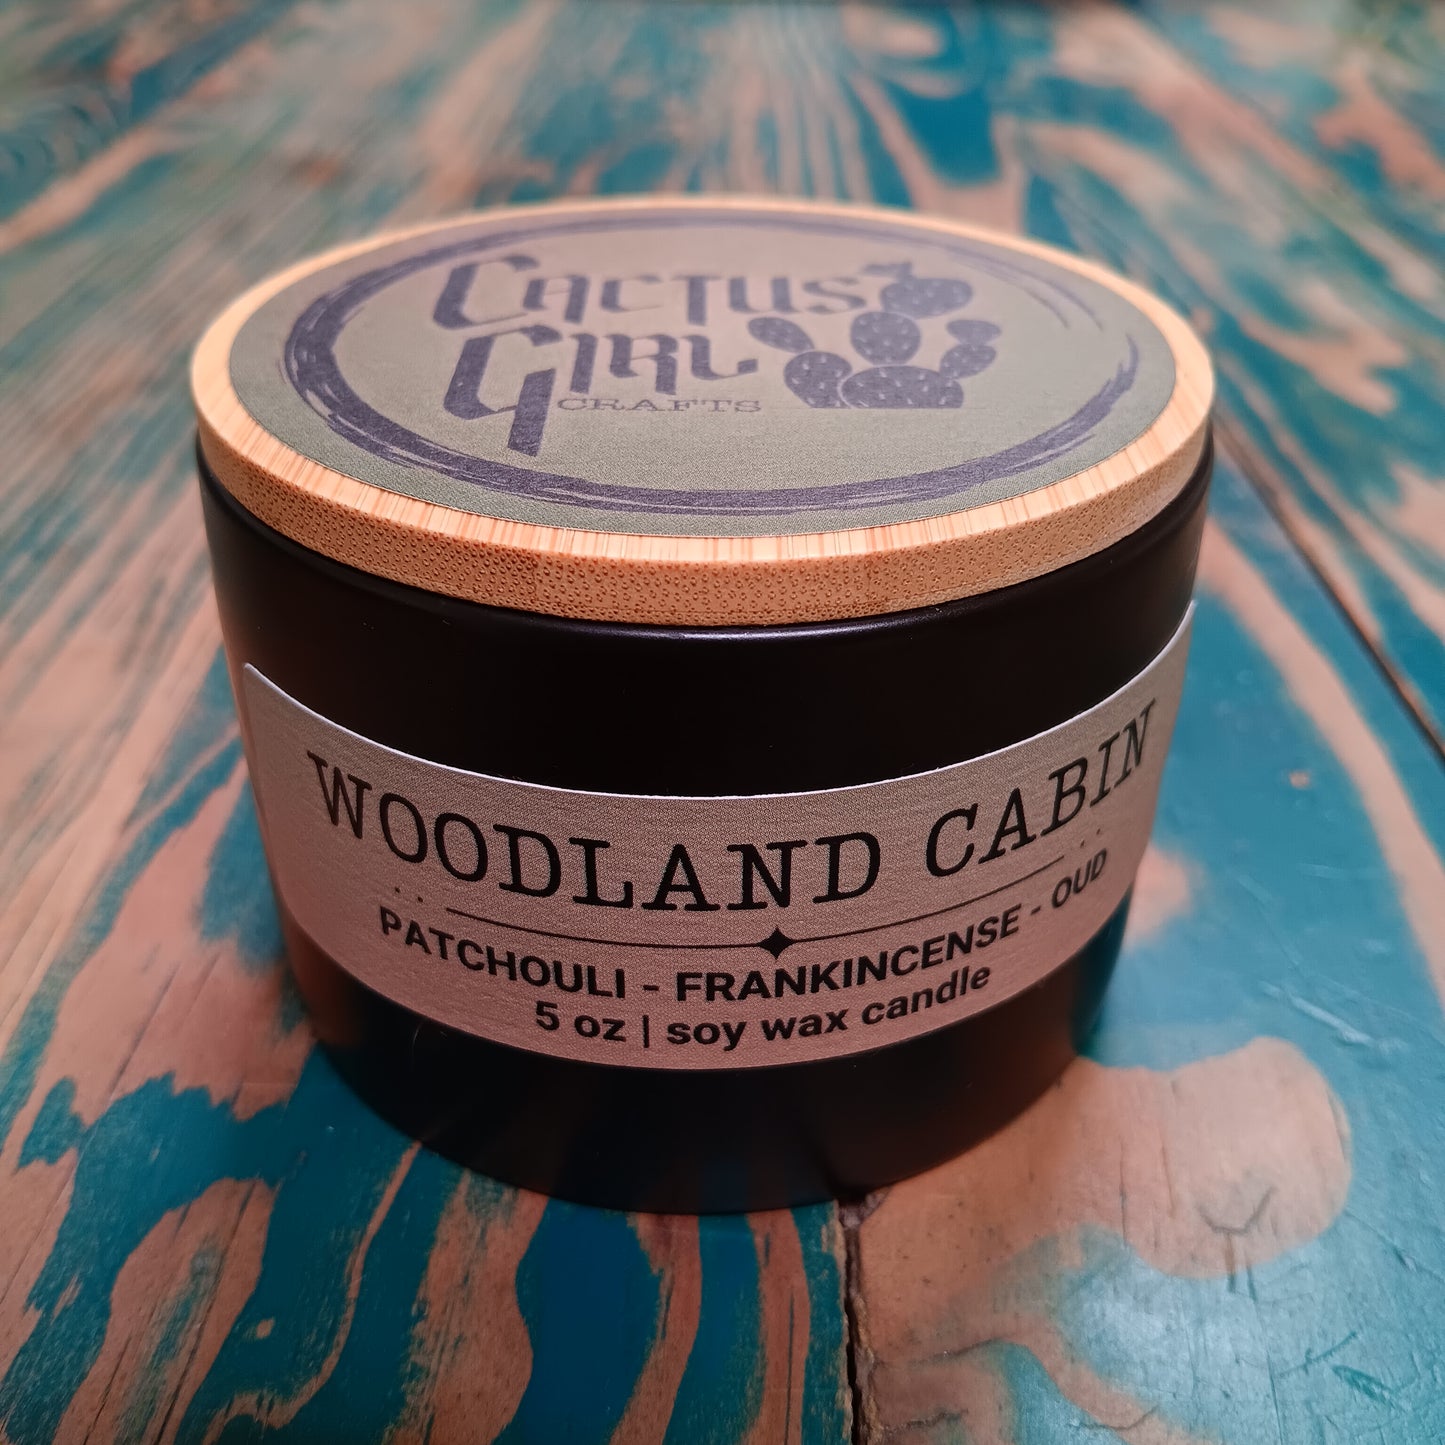 Cactus
Girl
CRAFTS
WOODLAND CABIN
PATCHOULI - FRANKINCENSE - OUD
5 oz | soy wax candle